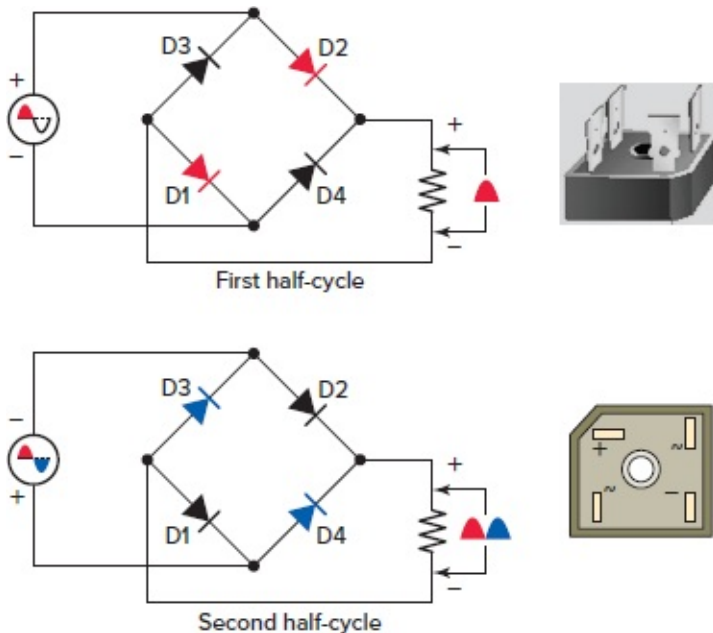 D3
D2
+
−
+
D1
D4
−
First half-cycle
D3
D2
−
+
+
D1
D4
−
Second half-cycle
+
~
~
−